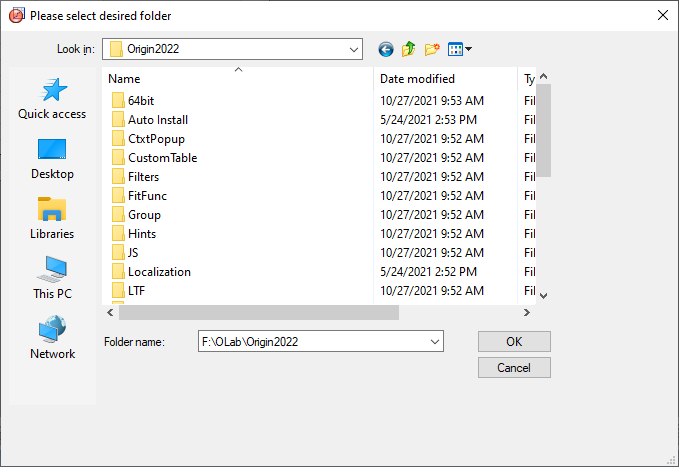 Please select desired folder
Look in: Origin2022
Name Date modified Ty
64bit 10/27/2021 9:53 AM Fil
Auto Install 5/24/2021 2:53 PM Fil
CtxtPopup 10/27/2021 9:52 AM Fil
CustomTable 10/27/2021 9:52 AM Fil
Filters 10/27/2021 9:52 AM Fil
FitFunc 10/27/2021 9:52 AM Fil
Group 10/27/2021 9:52 AM Fil
Hints 10/27/2021 9:52 AM Fil
JS 10/27/2021 9:52 AM Fil
Localization 5/24/2021 2:52 PM Fil
LTF 10/27/2021 9:52 AM Fil
Quick access
Desktop
Libraries
This PC
Network
Folder name: F:\OLab\Origin2022 OK
Cancel